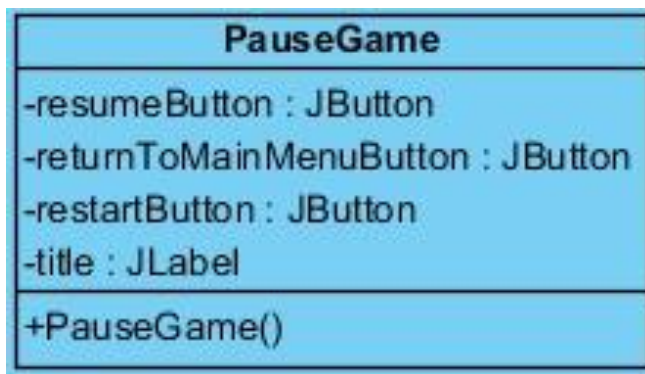 PauseGame
-resumeButton : JButton
-returnToMainMenuButton : JButton
-restartButton : JButton
-title : JLabel
+PauseGame()